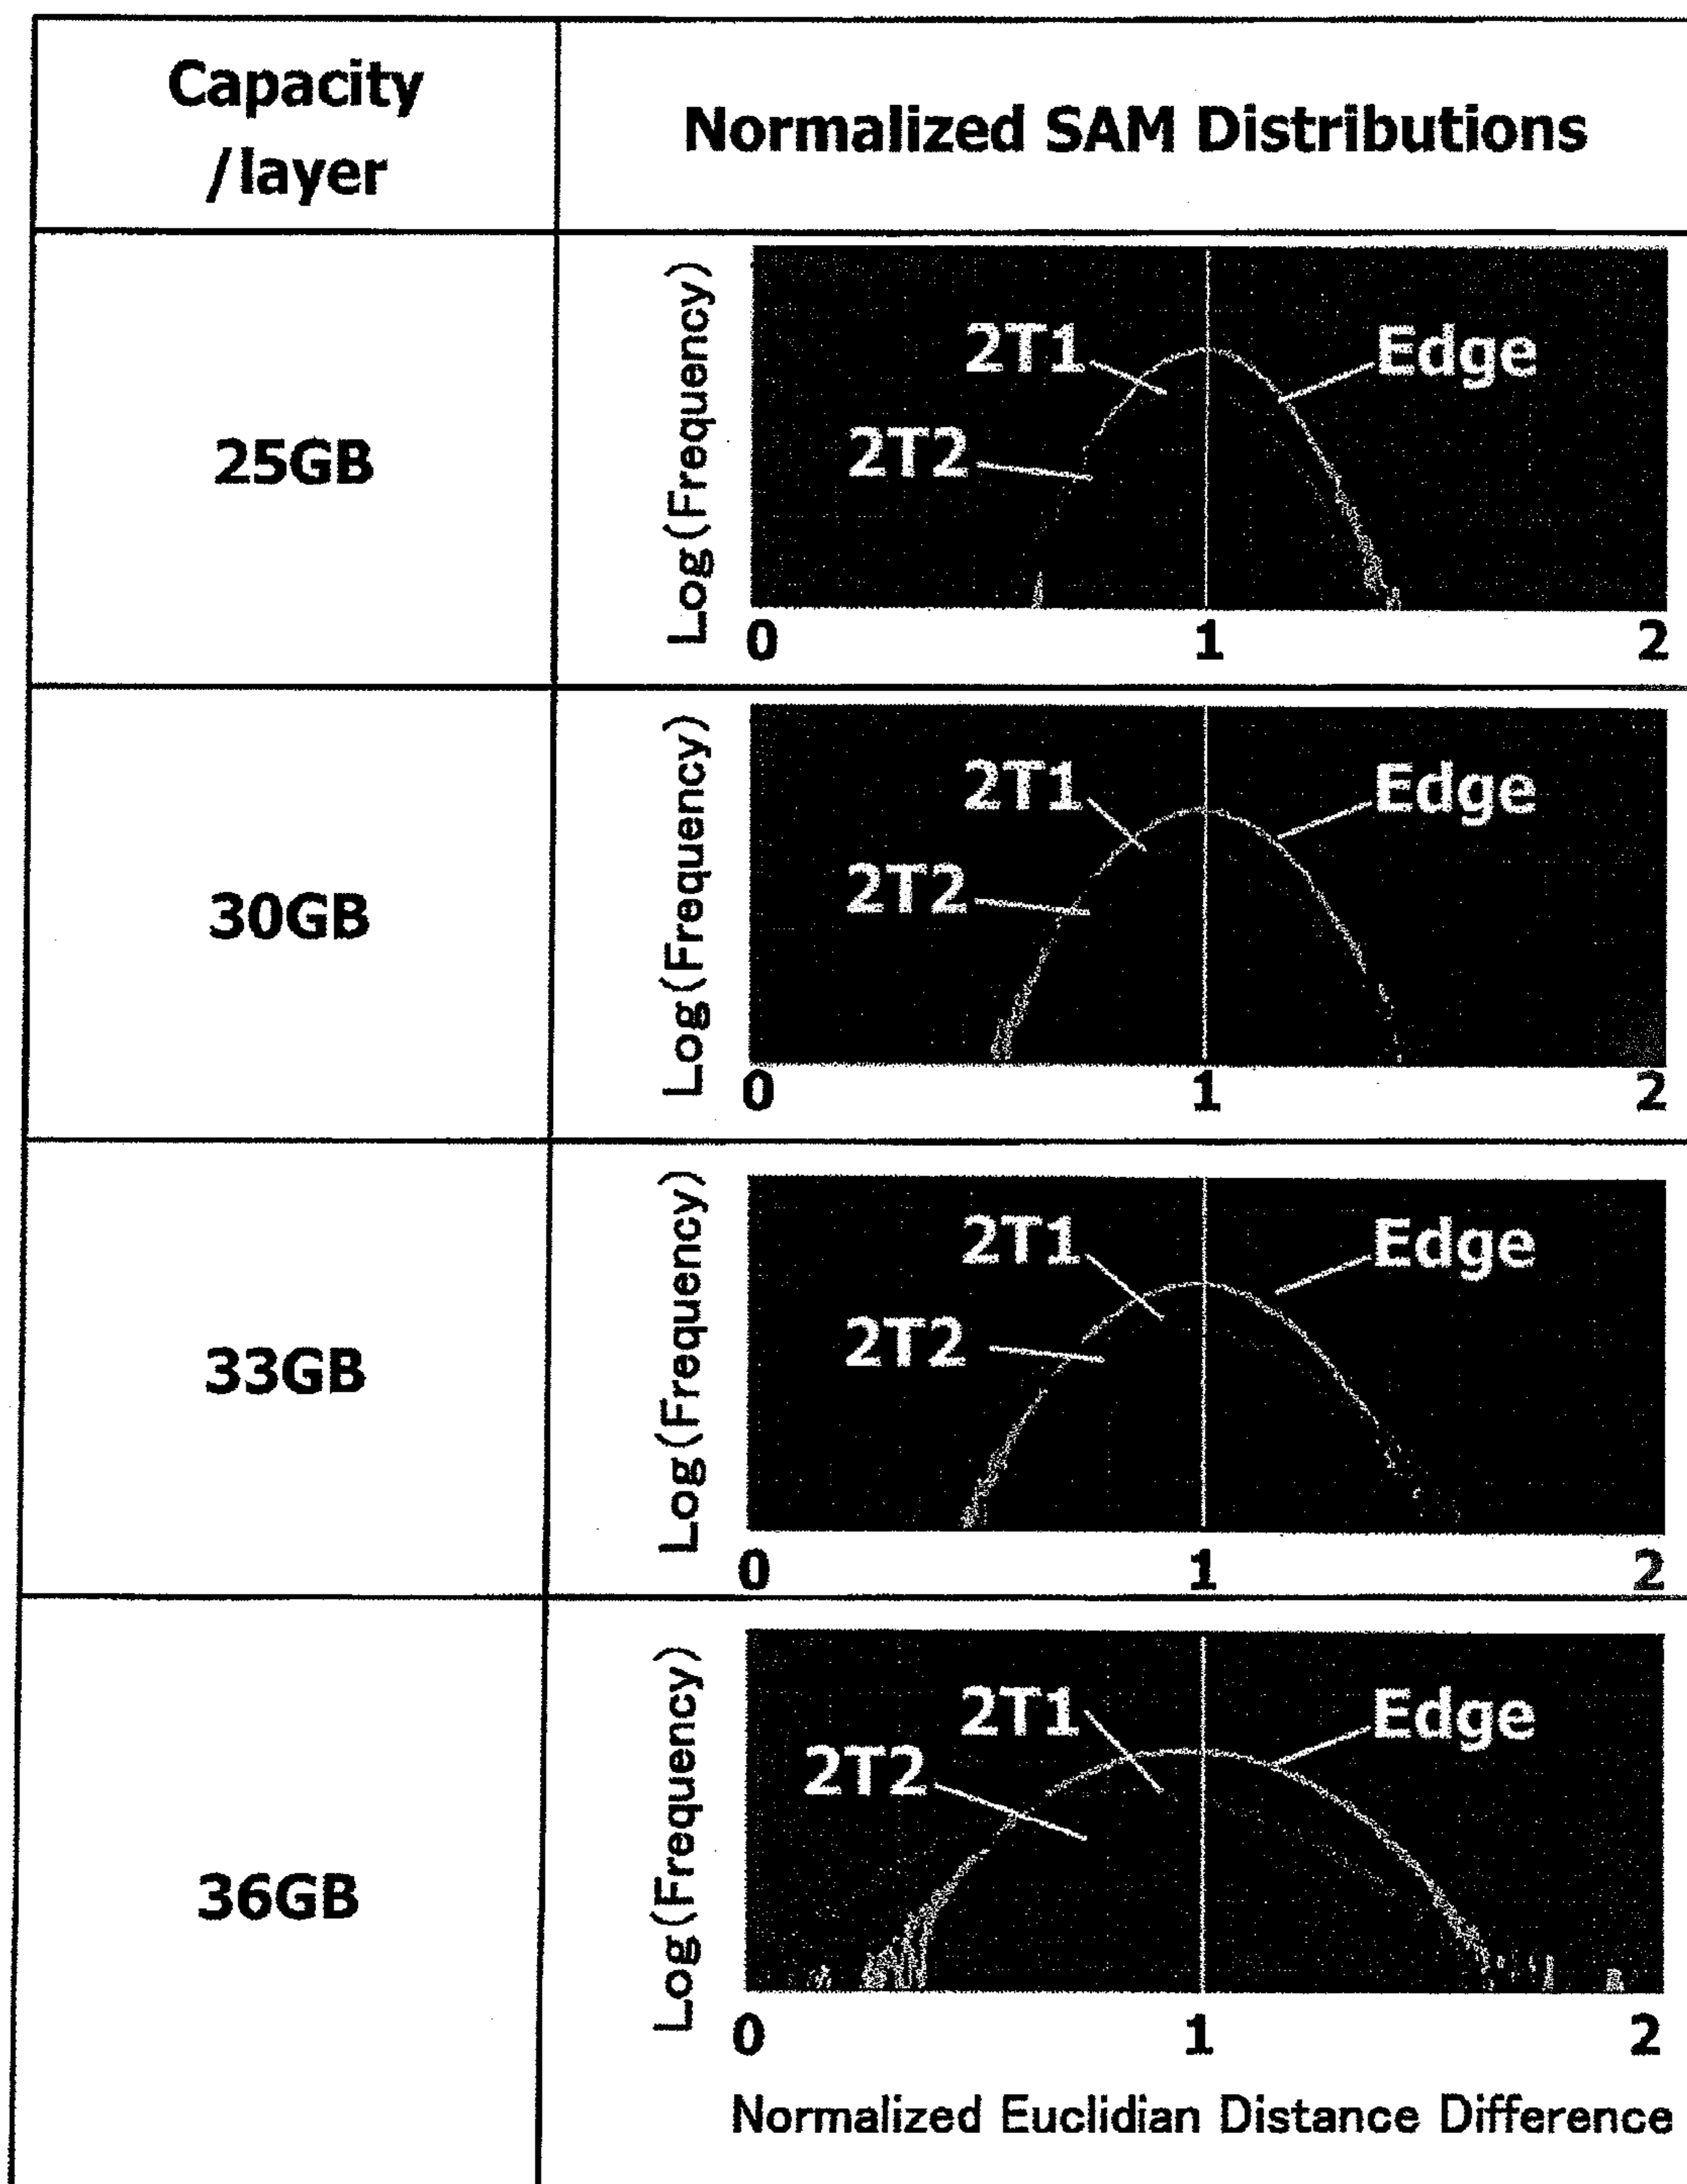 Capacity
/layer
Normalized SAM Distributions
25GB
Log(Frequency)
2T1
Edge
2T2
0 1 2
30GB
Log(Frequency)
2T1
Edge
2T2
0 1 2
33GB
Log(Frequency)
2T1
Edge
2T2
0 1 2
36GB
Log(Frequency)
2T1
Edge
2T2
0 1 2
Normalized Euclidian Distance Difference